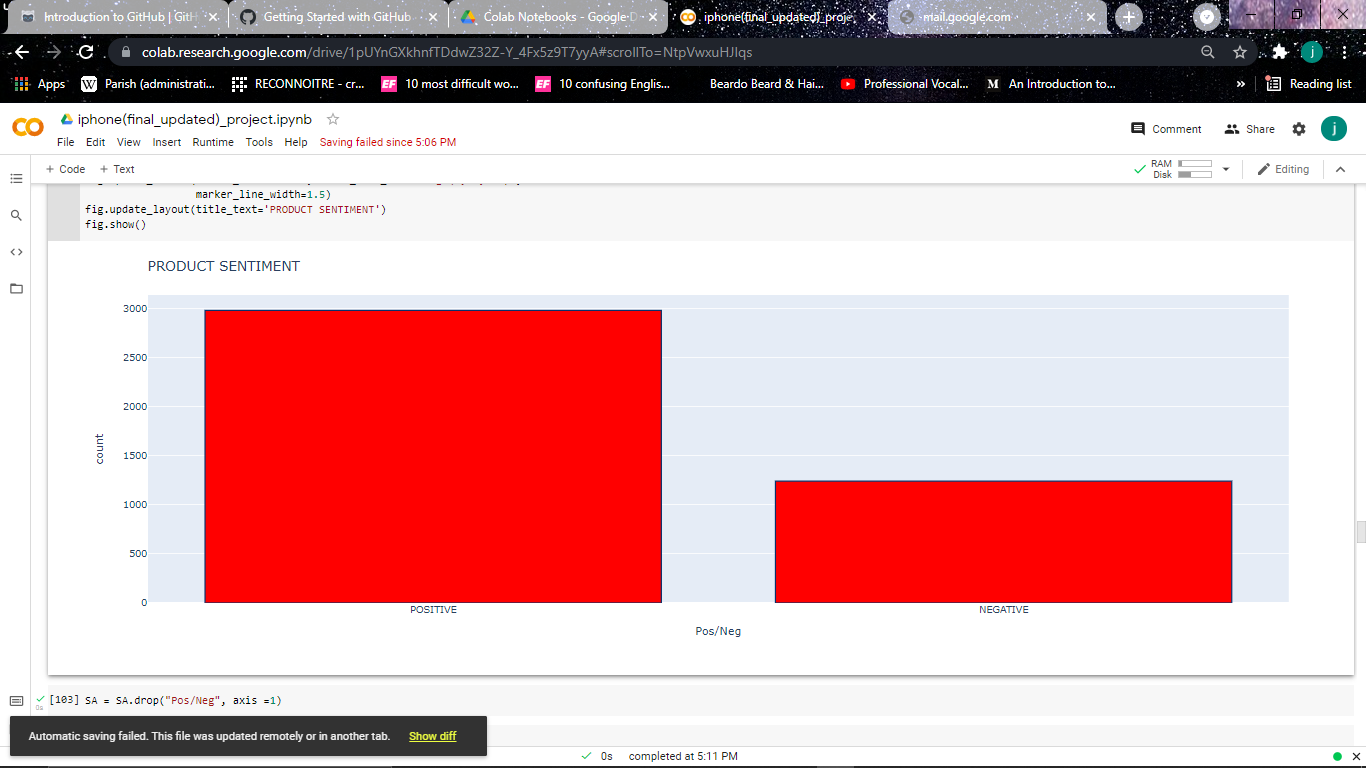 Introduction to GitHub | GitH
Getting Started with GitHub
Colab Notebooks - Google D
iphone(final_updated)_proje
mail.google.com
colab.research.google.com/drive/1pUYnGXkhnfTDdwZ32Z-Y_4Fx5z9T7yyA#scrollTo=NtpVwxuHJIqs
j
Apps
W Parish (administrati...
RECONNOITRE - cr...
EF 10 most difficult wo...
EF 10 confusing Englis...
Beardo Beard & Hai...
Professional Vocal...
M An Introduction to...
»
Reading list
CO
iphone(final_updated)_project.ipynb
File Edit View Insert Runtime Tools Help Saving failed since 5:06 PM
Comment
Share
j
+ Code + Text
RAM
Disk
Editing
marker_line_width=1.5)
fig.update_layout(title_text='PRODUCT SENTIMENT')
fig.show()
PRODUCT SENTIMENT
3000
2500
2000
1500
1000
500
0
count
POSITIVE
NEGATIVE
Pos/Neg
0s
[103] SA = SA.drop("Pos/Neg", axis =1)
Automatic saving failed. This file was updated remotely or in another tab. Show diff
0s completed at 5:11 PM